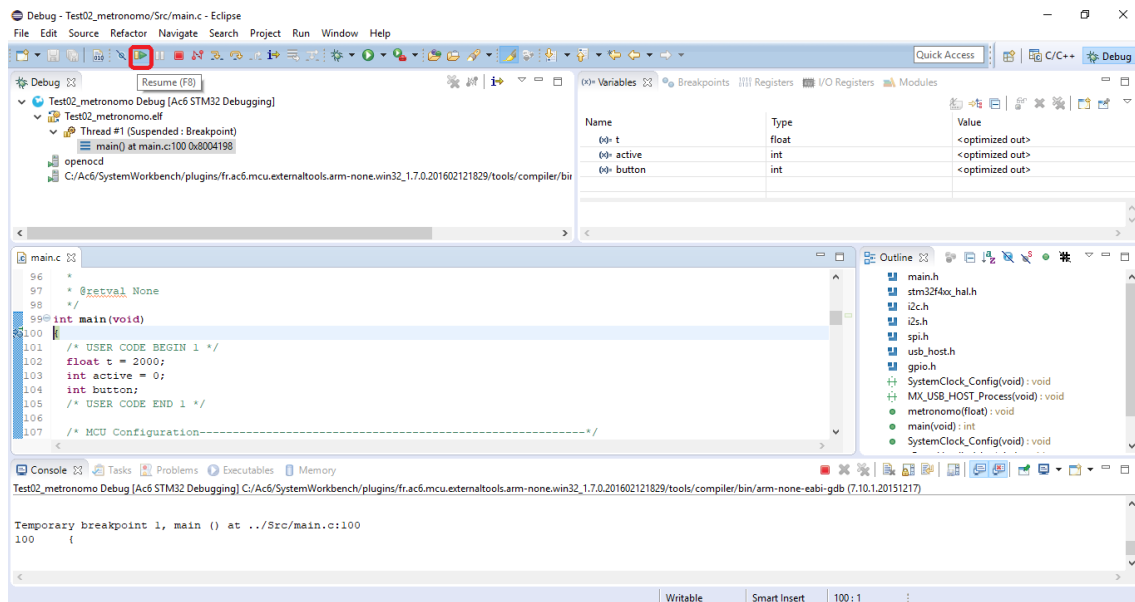 Debug - Test02_metronomo/Src/main.c - Eclipse
File Edit Source Refactor Navigate Search Project Run Window Help
Quick Access
C/C++
Debug
Debug
Resume (F8)
Test02_metronomo Debug [Ac6 STM32 Debugging]
Test02_metronomo.elf
Thread #1 (Suspended : Breakpoint)
main() at main.c:100 0x8004198
openocd
C:/Ac6/SystemWorkbench/plugins/fr.ac6.mcu.externaltools.arm-none.win32_1.7.0.201602121829/tools/compiler/bin
(x)= Variables Breakpoints Registers I/O Registers Modules
Name Type Value
(x)= t float <optimized out>
(x)= active int <optimized out>
(x)= button int <optimized out>
main.c
96 *
97 * @retval None
98 */
99 int main(void)
100 {
101 /* USER CODE BEGIN 1 */
102 float t = 2000;
103 int active = 0;
104 int button;
105 /* USER CODE END 1 */
106
107 /* MCU Configuration----------------------------------------------------------*/
Outline
main.h
stm32f4xx_hal.h
i2c.h
i2s.h
spi.h
usb_host.h
gpio.h
SystemClock_Config(void) : void
MX_USB_HOST_Process(void) : void
metronomo(float) : void
main(void) : int
SystemClock_Config(void) : void
Console Tasks Problems Executables Memory
Test02_metronomo Debug [Ac6 STM32 Debugging] C:/Ac6/SystemWorkbench/plugins/fr.ac6.mcu.externaltools.arm-none.win32_1.7.0.201602121829/tools/compiler/bin/arm-none-eabi-gdb (7.10.1.20151217)
Temporary breakpoint 1, main () at ../Src/main.c:100
100 {
Writable Smart Insert 100 : 1